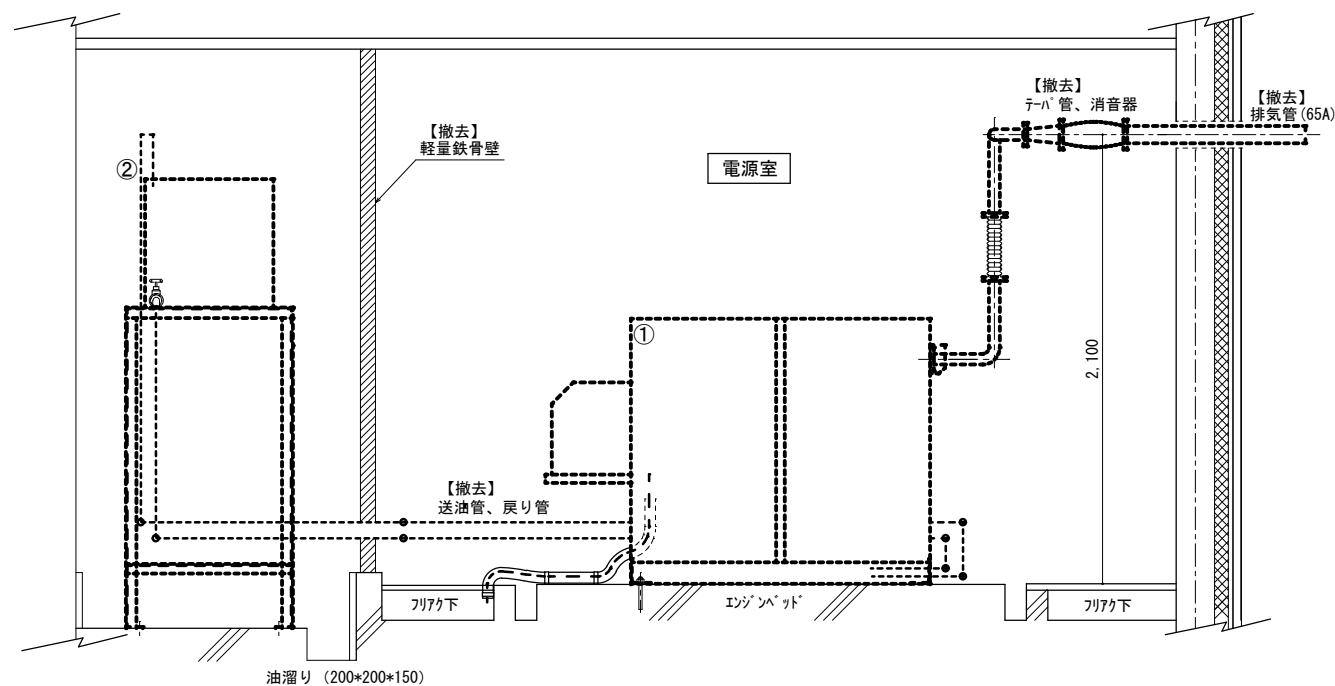 【撤去】
テーパ管、消音器
【撤去】
排気管(65A)
【撤去】
軽量鉄骨壁
電源室
②
①
2,100
【撤去】
送油管、戻り管
フリアク下
エンジンベッド
フリアク下
油溜り (200*200*150)